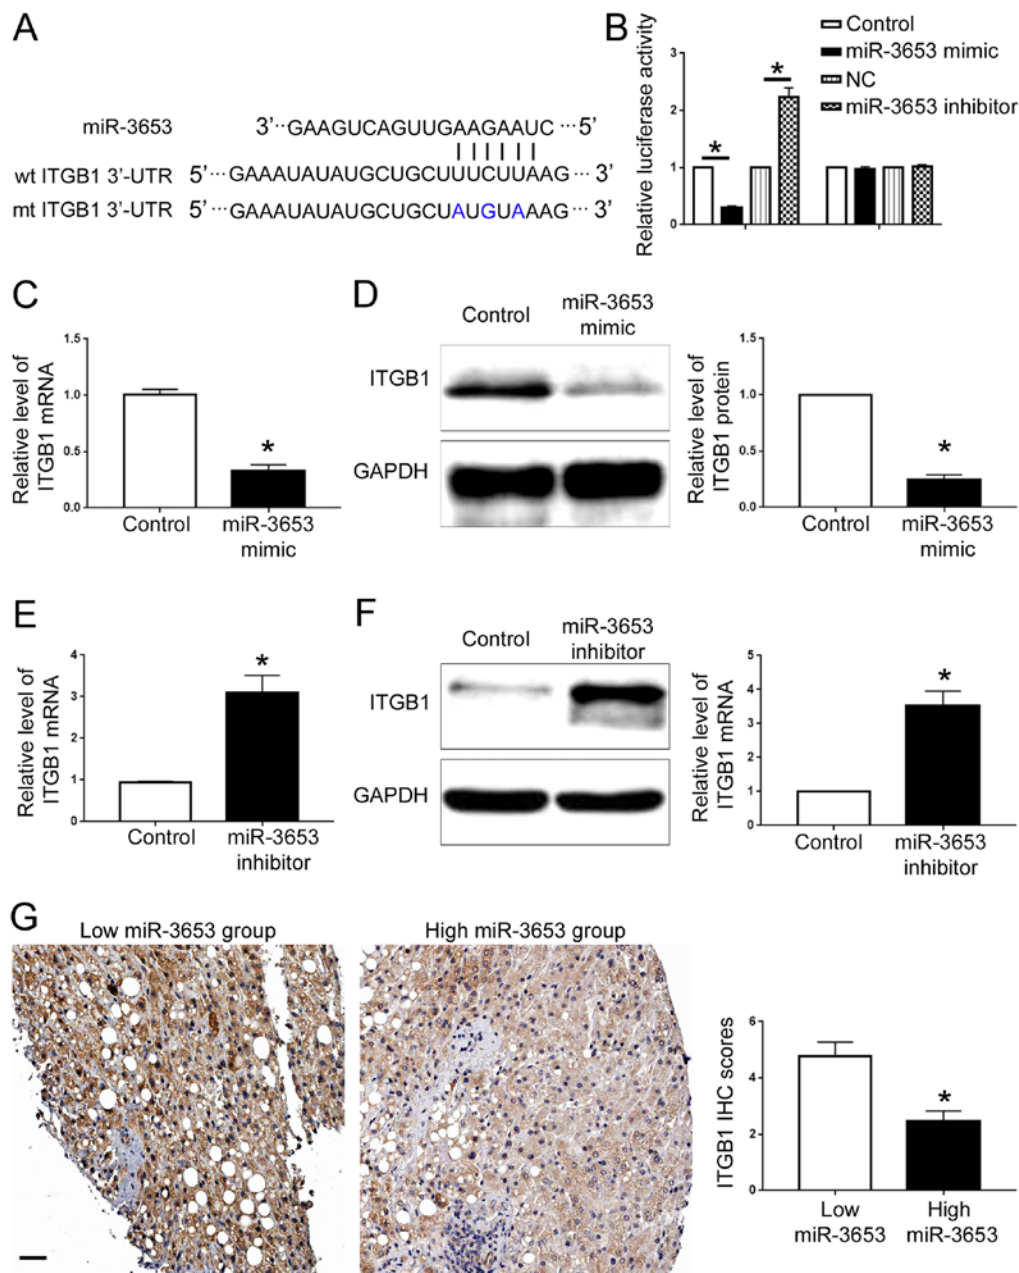 A
miR-3653 3'···GAAGUCAGUUGAAGAAUC···5'
wt ITGB1 3'-UTR 5'···GAAAUAUAUGCUGCUUUCUUAAG···3'
mt ITGB1 3'-UTR 5'···GAAAUAUAUGCUGCUAUGUAAAG···3'
B
Control
miR-3653 mimic
NC
miR-3653 inhibitor
Relative luciferase activity
3
2
1
0
*
*
C
Relative level of
ITGB1 mRNA
1.5
1.0
0.5
0.0
*
Control
miR-3653
mimic
D
Control
miR-3653
mimic
ITGB1
GAPDH
Relative level of
ITGB1 protein
1.5
1.0
0.5
0.0
*
Control
miR-3653
mimic
E
Relative level of
ITGB1 mRNA
4
3
2
1
0
*
Control
miR-3653
inhibitor
F
Control
miR-3653
inhibitor
ITGB1
GAPDH
Relative level of
ITGB1 mRNA
5
4
3
2
1
0
*
Control
miR-3653
inhibitor
G
Low miR-3653 group
High miR-3653 group
ITGB1 IHC scores
6
4
2
0
*
Low
miR-3653
High
miR-3653